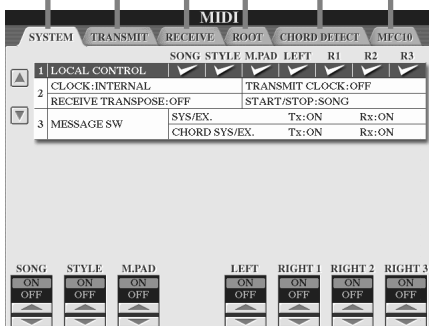 MIDI
SYSTEM TRANSMIT RECEIVE ROOT CHORD DETECT MFC10
SONG STYLE M.PAD LEFT R1 R2 R3
1 LOCAL CONTROL
2 CLOCK:INTERNAL TRANSMIT CLOCK:OFF
RECEIVE TRANSPOSE:OFF START/STOP:SONG
3 MESSAGE SW SYS/EX. Tx:ON Rx:ON
CHORD SYS/EX. Tx:ON Rx:ON
SONG STYLE M.PAD LEFT RIGHT 1 RIGHT 2 RIGHT 3
ON ON ON ON ON ON ON
OFF OFF OFF OFF OFF OFF OFF